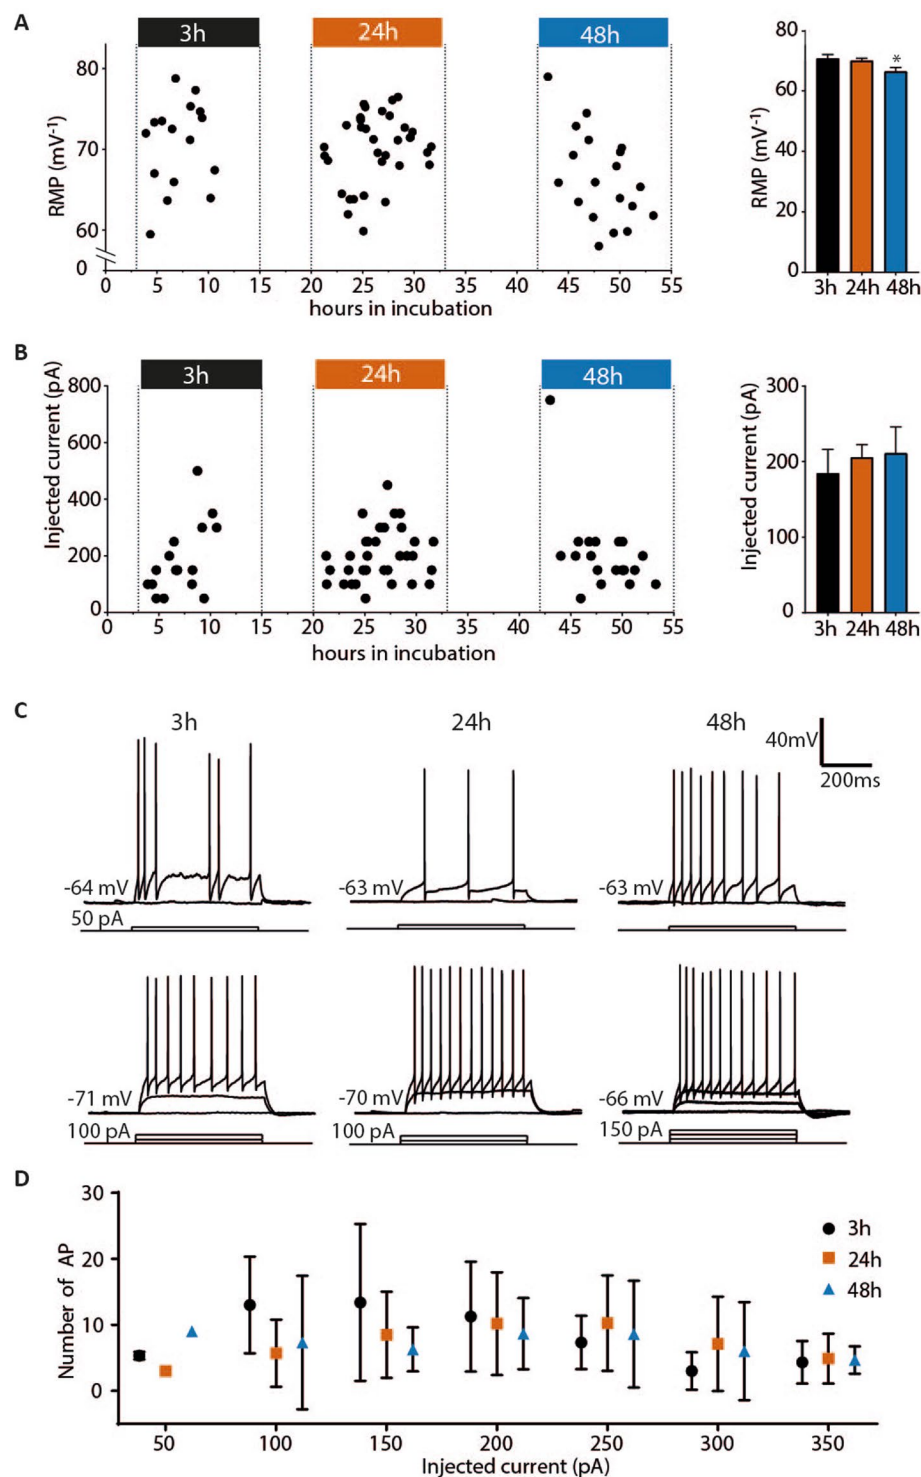 A
3h
24h
48h
RMP (mV-1)
80
70
60
0
0
5
10
15
20
25
30
35
40
45
50
55
hours in incubation
RMP (mV-1)
80
60
40
20
0
*
3h
24h
48h
B
3h
24h
48h
Injected current (pA)
800
600
400
200
0
0
5
10
15
20
25
30
35
40
45
50
55
hours in incubation
Injected current (pA)
300
200
100
0
3h
24h
48h
C
3h
24h
48h
40mV
200ms
-64 mV
-63 mV
-63 mV
50 pA
-71 mV
-70 mV
-66 mV
100 pA
100 pA
150 pA
D
Number of AP
30
20
10
0
3h
24h
48h
50
100
150
200
250
300
350
Injected current (pA)